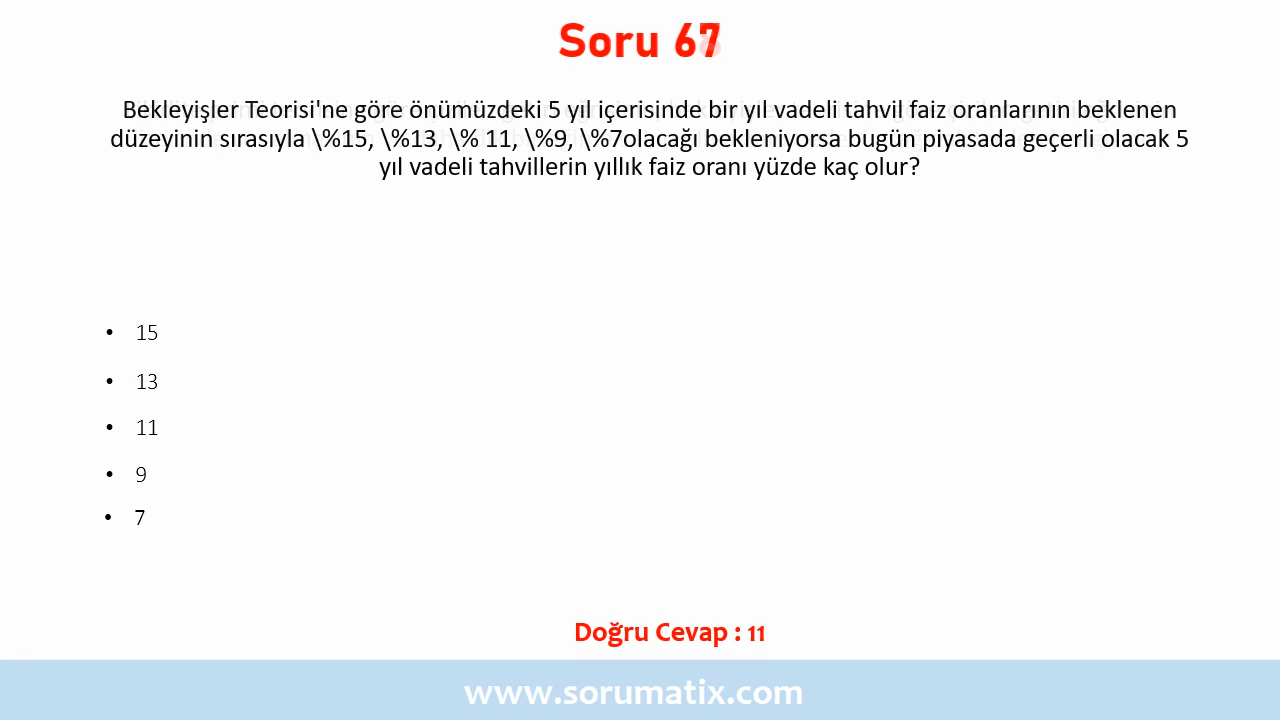 Soru 67
Bekleyişler Teorisi'ne göre önümüzdeki 5 yıl içerisinde bir yıl vadeli tahvil faiz oranlarının beklenen
düzeyinin sırasıyla \%15, \%13, \% 11, \%9, \%7olacağı bekleniyorsa bugün piyasada geçerli olacak 5
yıl vadeli tahvillerin yıllık faiz oranı yüzde kaç olur?
• 15
• 13
• 11
• 9
• 7
Doğru Cevap : 11
www.sorumatix.com